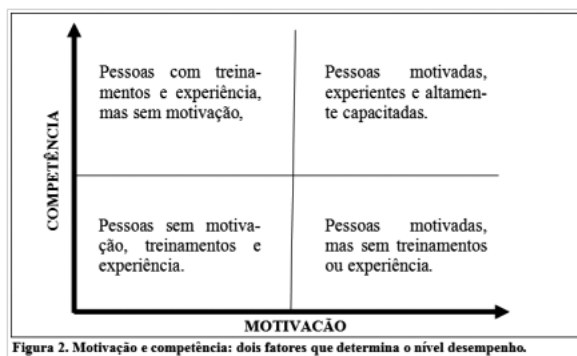 COMPETÊNCIA
Pessoas com treina-
mentos e experiência,
mas sem motivação,
Pessoas motivadas,
experientes e altamen-
te capacitadas.
Pessoas sem motiva-
ção, treinamentos e
experiência.
Pessoas motivadas,
mas sem treinamentos
ou experiência.
MOTIVACÃO
Figura 2. Motivação e competência: dois fatores que determina o nível desempenho.